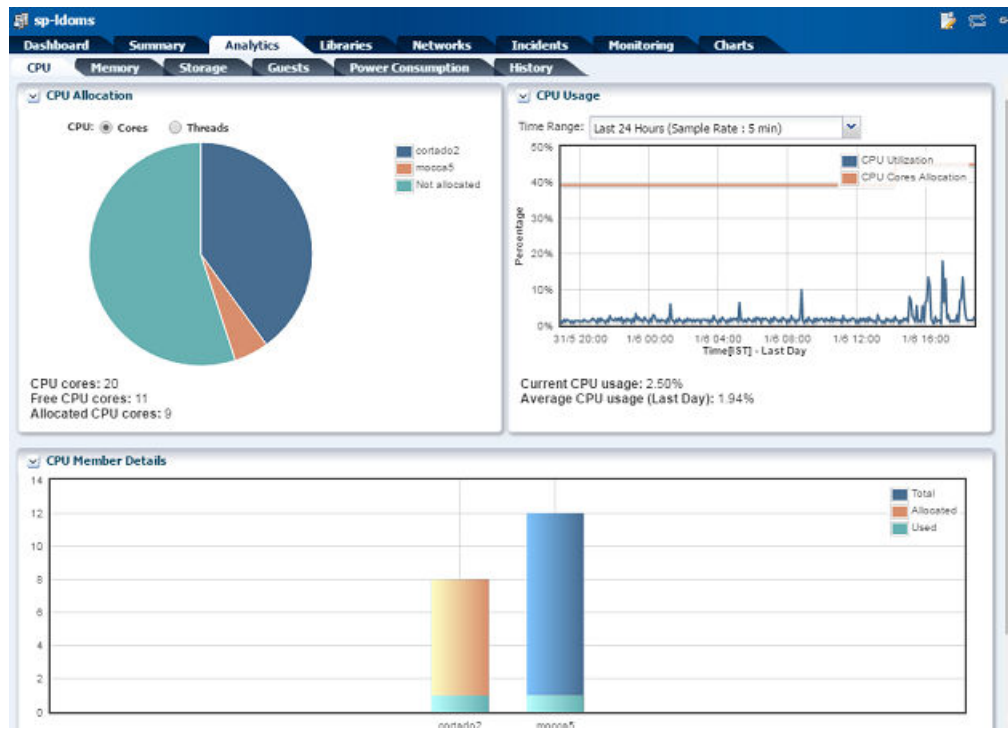 sp-ldoms
Dashboard Summary Analytics Libraries Networks Incidents Monitoring Charts
CPU Memory Storage Guests Power Consumption History
CPU Allocation
CPU: Cores Threads
cortado2
mocca5
Not allocated
CPU cores: 20
Free CPU cores: 11
Allocated CPU cores: 9
CPU Usage
Time Range: Last 24 Hours (Sample Rate : 5 min)
CPU Utilization
CPU Cores Allocation
50%
40%
30%
20%
10%
0%
Percentage
31/5 20:00 1/6 00:00 1/6 04:00 1/6 08:00 1/6 12:00 1/6 16:00
Time[IST] - Last Day
Current CPU usage: 2.50%
Average CPU usage (Last Day): 1.94%
CPU Member Details
14
12
10
8
6
4
2
0
Total
Allocated
Used
cortado2 mocca5